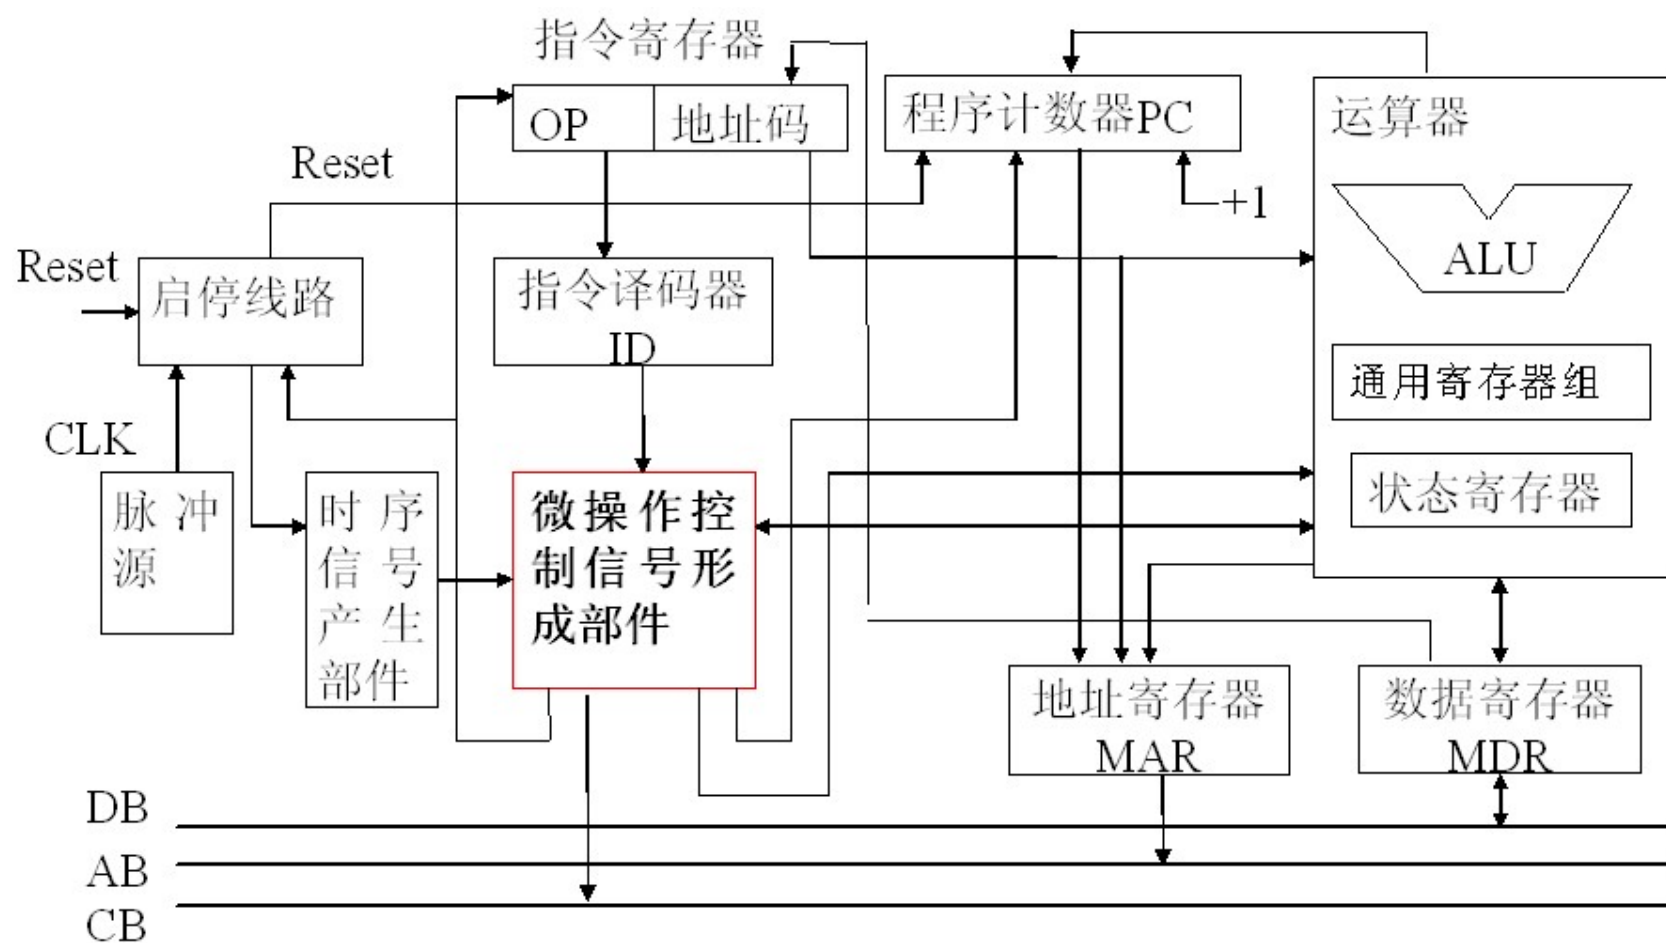 指令寄存器
OP
地址码
程序计数器PC
运算器
Reset
+1
ALU
Reset
启停线路
指令译码器
ID
通用寄存器组
CLK
状态寄存器
脉冲
源
时序
信号
产生
部件
微操作控
制信号形
成部件
地址寄存器
MAR
数据寄存器
MDR
DB
AB
CB